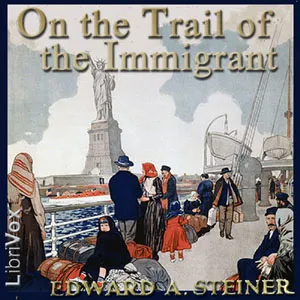 On the Trail of
the Immigrant
LibriVox
EDWARD A. STEINER